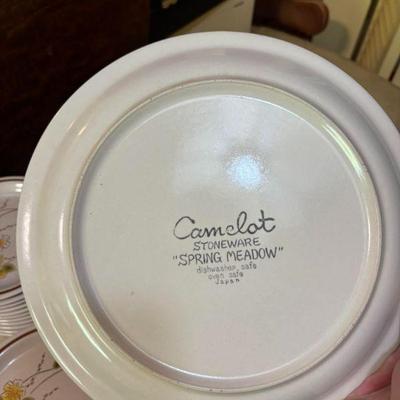 Camelot
STONEWARE
"SPRING MEADOW"
dishwasher safe
oven safe
Japan